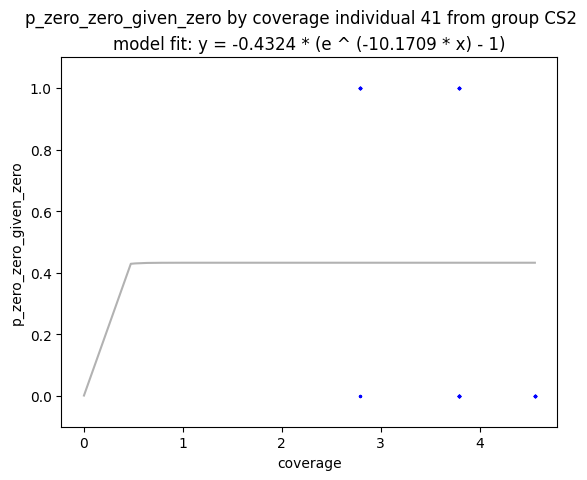 p_zero_zero_given_zero by coverage individual 41 from group CS2
model fit: y = -0.4324 * (e ^ (-10.1709 * x) - 1)
1.0
0.8
0.6
0.4
0.2
0.0
p_zero_zero_given_zero
0 1 2 3 4
coverage